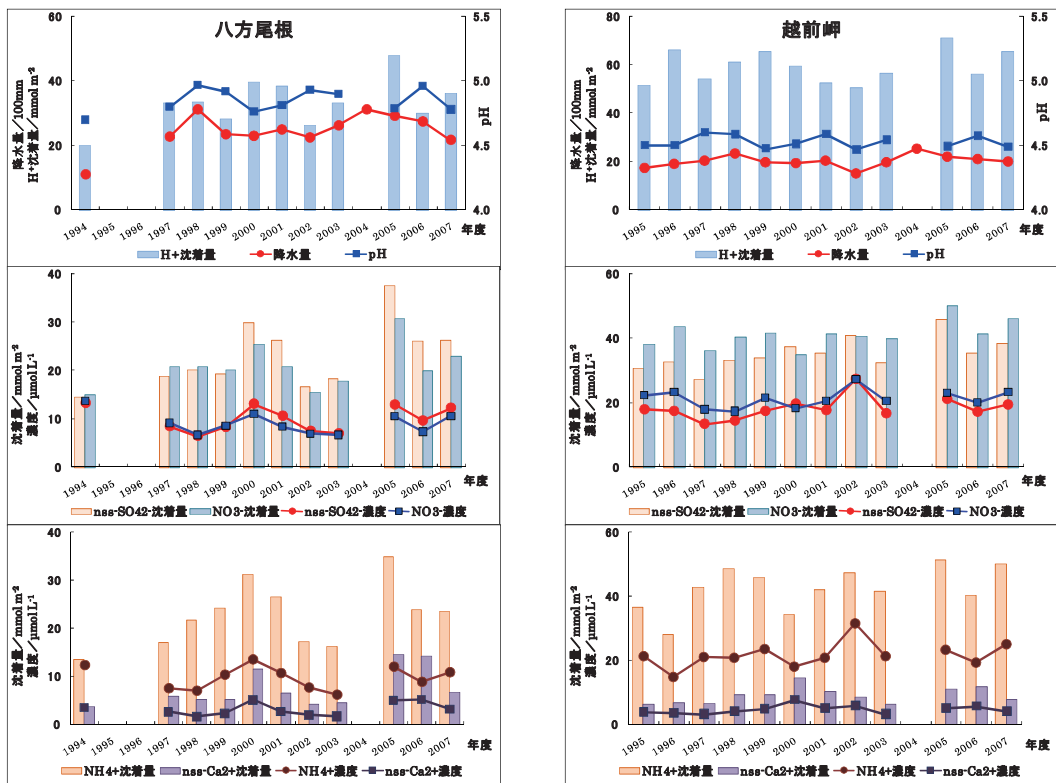 八方尾根
降水量／100mm
H⁺沈着量／mmol m⁻²
60
40
20
0
5.5
5.0
4.5
4.0
pH
1994 1995 1996 1997 1998 1999 2000 2001 2002 2003 2004 2005 2006 2007 年度
H+沈着量 降水量 pH
越前岬
降水量／100mm
H⁺沈着量／mmol m⁻²
80
60
40
20
0
5.5
5.0
4.5
4.0
pH
1995 1996 1997 1998 1999 2000 2001 2002 2003 2004 2005 2006 2007 年度
H+沈着量 降水量 pH
沈着量／mmol m⁻²
濃度／μmol L⁻¹
40
30
20
10
0
1994 1995 1996 1997 1998 1999 2000 2001 2002 2003 2004 2005 2006 2007 年度
nss-SO42-沈着量 NO3-沈着量 nss-SO42-濃度 NO3-濃度
沈着量／mmol m⁻²
濃度／μmol L⁻¹
60
40
20
0
1995 1996 1997 1998 1999 2000 2001 2002 2003 2004 2005 2006 2007 年度
nss-SO42-沈着量 NO3-沈着量 nss-SO42-濃度 NO3-濃度
沈着量／mmol m⁻²
濃度／μmol L⁻¹
40
30
20
10
0
1994 1995 1996 1997 1998 1999 2000 2001 2002 2003 2004 2005 2006 2007 年度
NH4+沈着量 nss-Ca2+沈着量 NH4+濃度 nss-Ca2+濃度
沈着量／mmol m⁻²
濃度／μmol L⁻¹
60
40
20
0
1995 1996 1997 1998 1999 2000 2001 2002 2003 2004 2005 2006 2007 年度
NH4+沈着量 nss-Ca2+沈着量 NH4+濃度 nss-Ca2+濃度